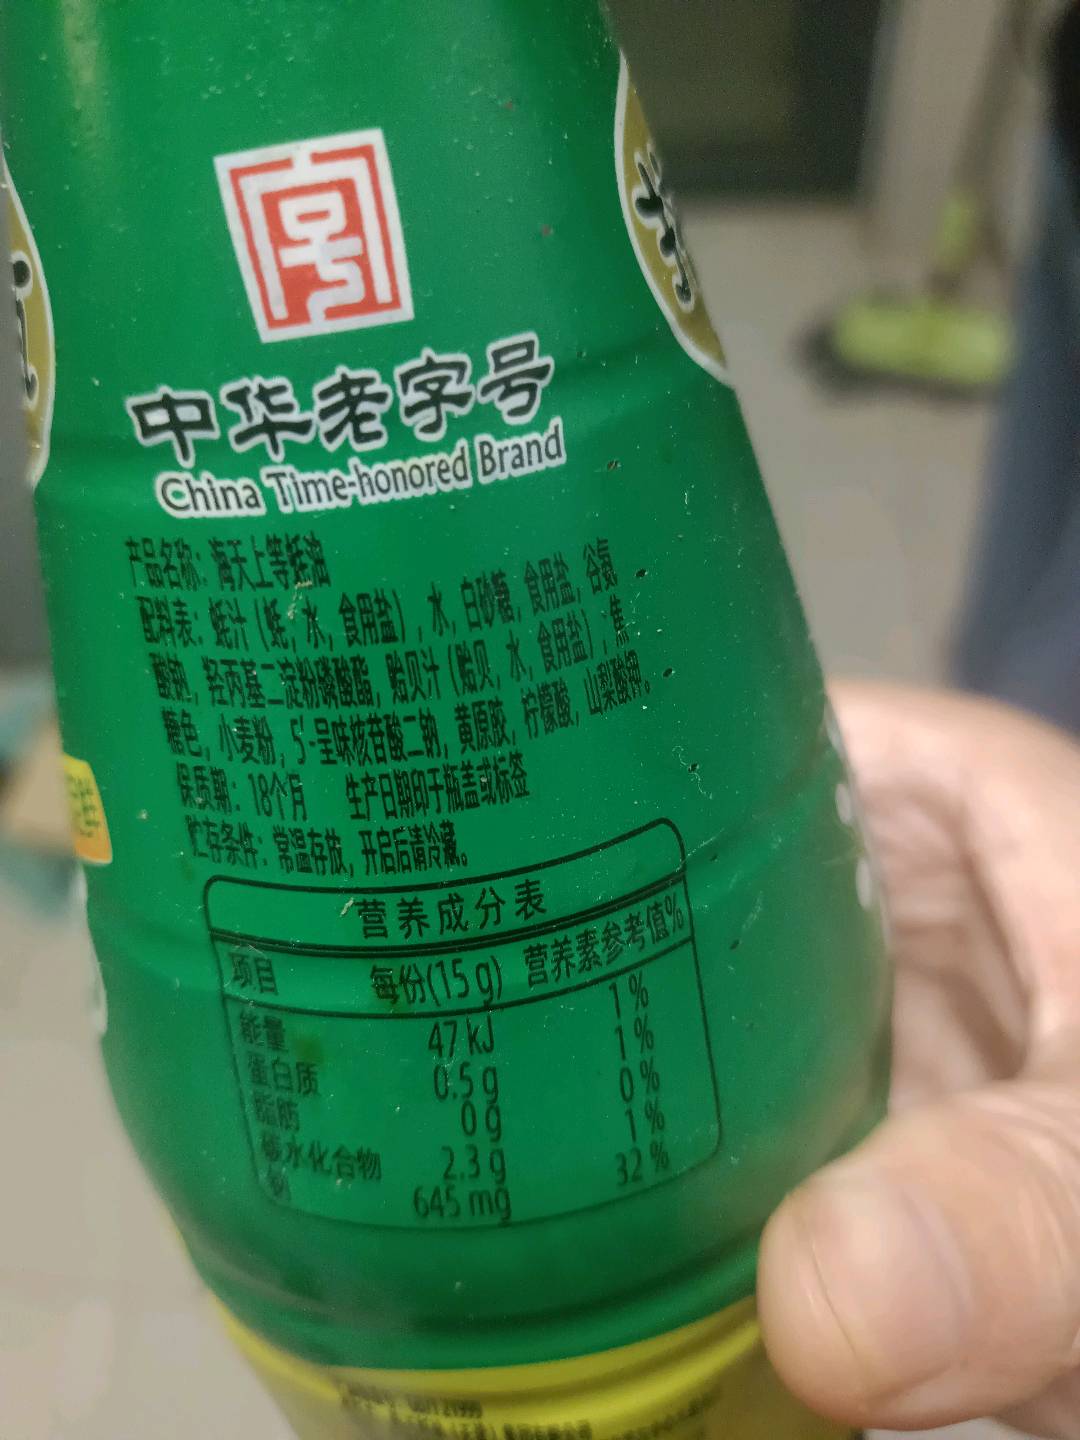 中华老字号
China Time-honored Brand
产品名称：海天上等蚝油
配料表：蚝汁（蚝，水，食用盐），水，白砂糖，食用盐，谷氨
酸钠，羟丙基二淀粉磷酸酯，贻贝汁（贻贝，水，食用盐），焦
糖色，小麦粉，5'-呈味核苷酸二钠，黄原胶，柠檬酸，山梨酸钾。
保质期：18个月 生产日期印于瓶盖或标签
贮存条件：常温存放，开启后请冷藏。
营养成分表
项目 每份(15g) 营养素参考值%
能量 47kJ 1%
蛋白质 0.5g 1%
脂肪 0g 0%
碳水化合物 2.3g 1%
钠 645mg 32%